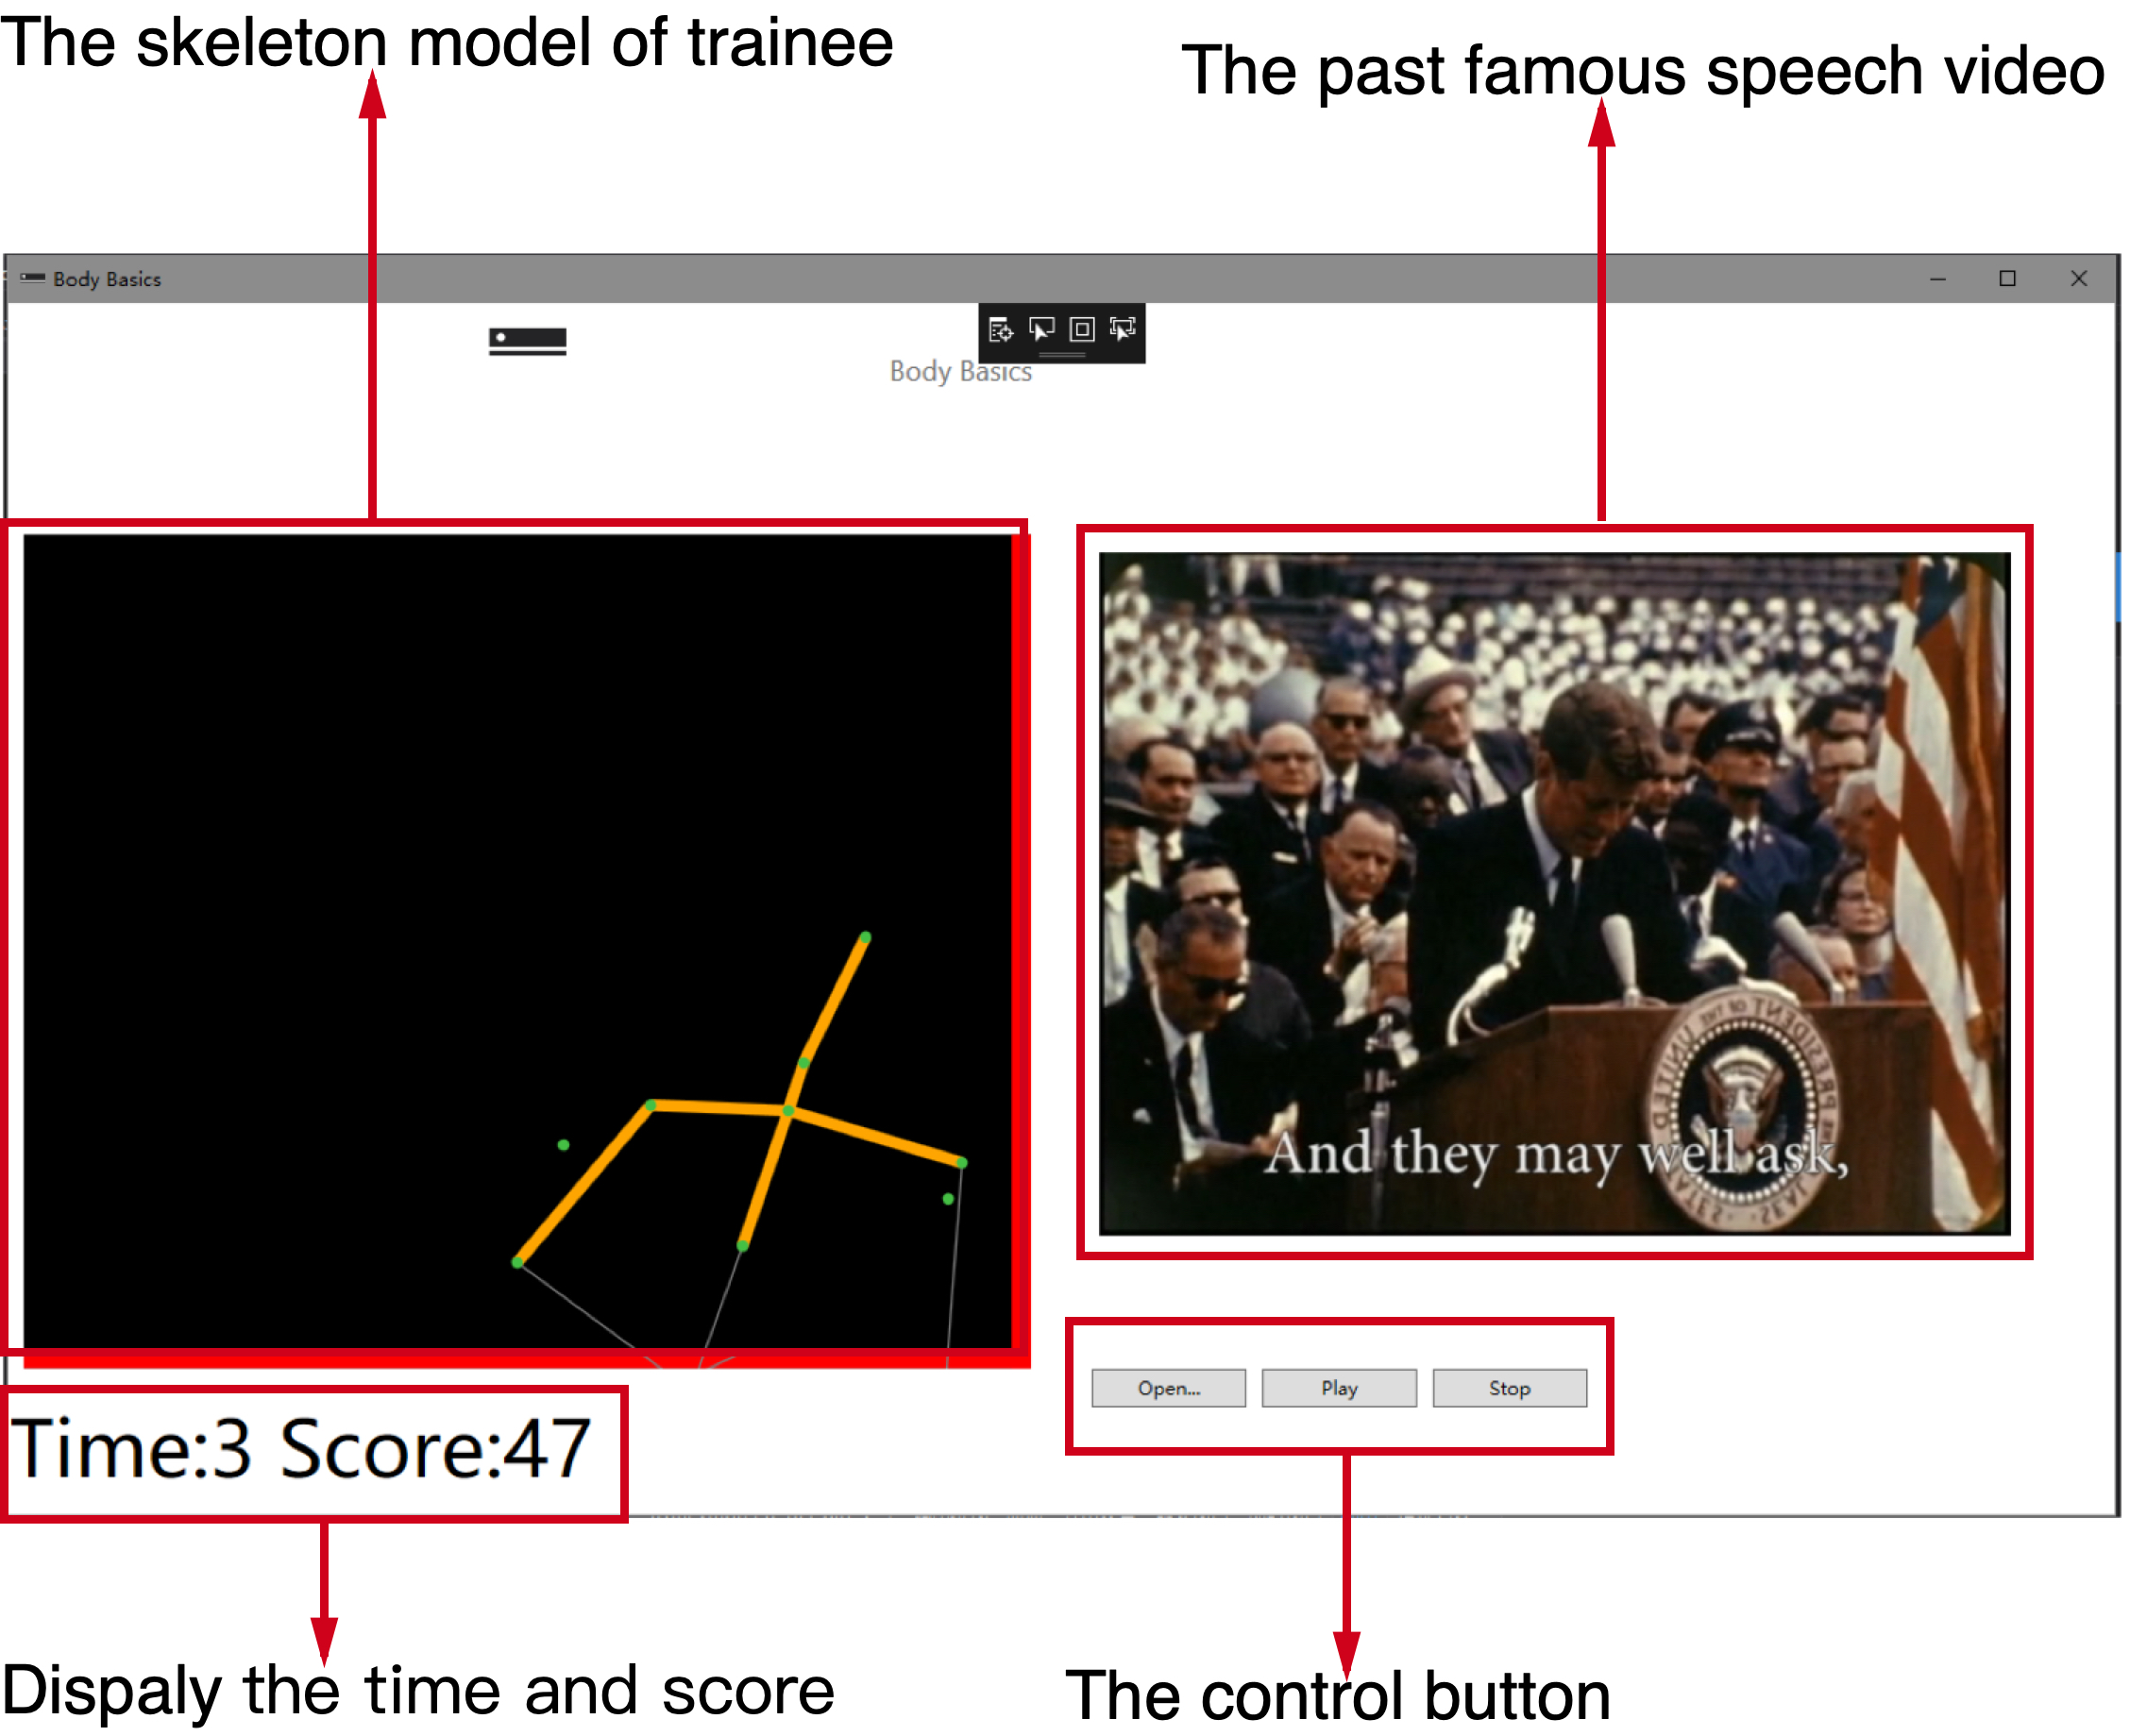 The skeleton model of trainee
The past famous speech video
Body Basics
Body Basics
And they may well ask,
Open...
Play
Stop
Time:3 Score:47
Dispaly the time and score
The control button